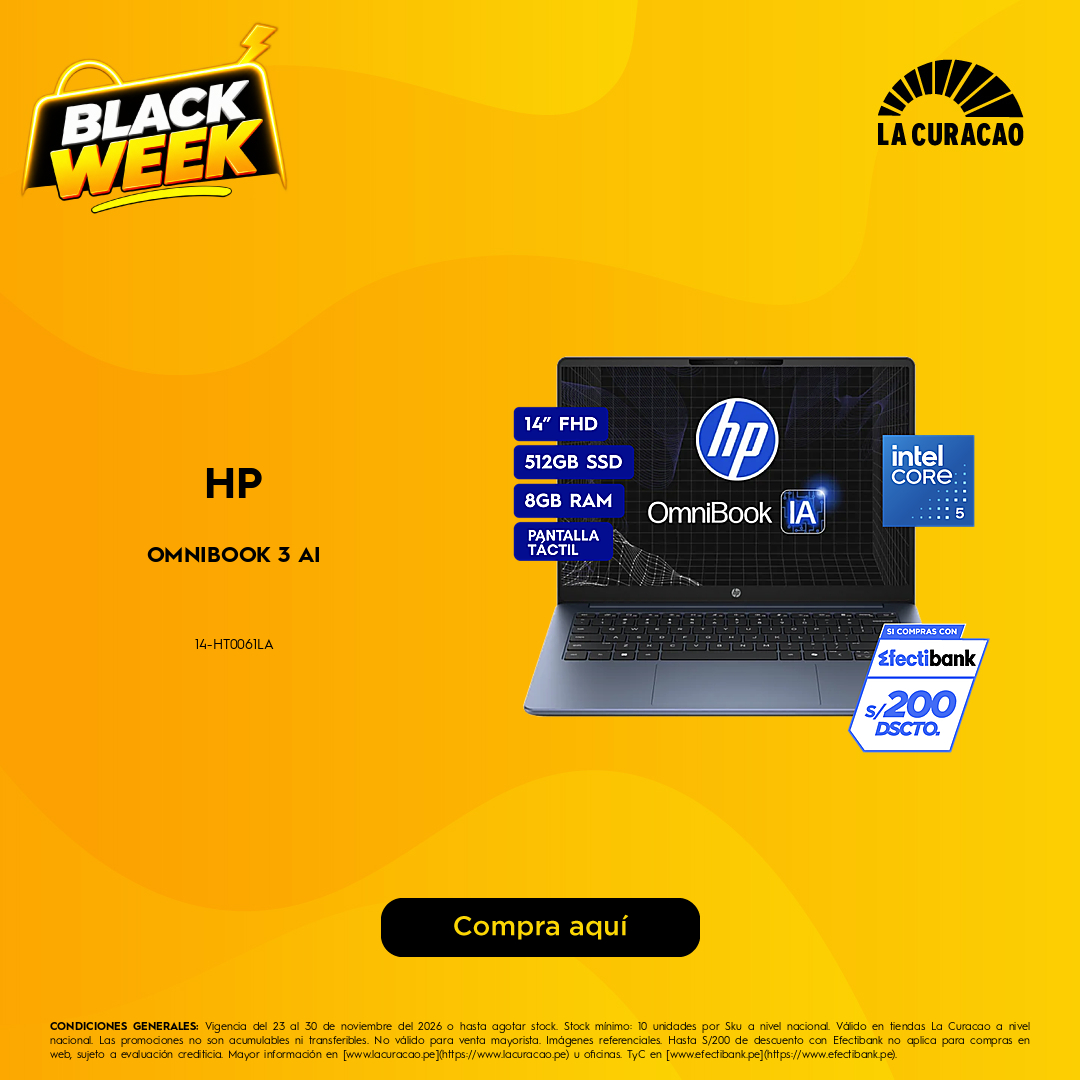 BLACK
WEEK
LA CURACAO
HP
OMNIBOOK 3 AI
14-HT0061LA
14” FHD
512GB SSD
8GB RAM
PANTALLA
TÁCTIL
hp
OmniBook IA
intel
CORE
5
SI COMPRAS CON
Efectibank
S/200
DSCTO.
Compra aquí
CONDICIONES GENERALES: Vigencia del 23 al 30 de noviembre del 2026 o hasta agotar stock. Stock mínimo: 10 unidades por Sku a nivel nacional. Válido en tiendas La Curacao a nivel
nacional. Las promociones no son acumulables ni transferibles. No válido para venta mayorista. Imágenes referenciales. Hasta S/200 de descuento con Efectibank no aplica para compras en
web, sujeto a evaluación crediticia. Mayor información en [www.lacuracao.pe](https://www.lacuracao.pe) u oficinas. TyC en [www.efectibank.pe](https://www.efectibank.pe).